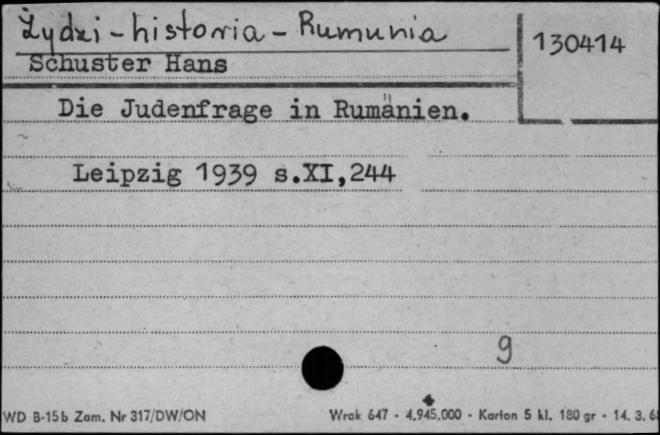 Żydzi - historia - Rumunia
130414
Schuster Hans
Die Judenfrage in Rumänien.
Leipzig 1939 s.XI,244
9
WD B-15b Zam. Nr 317/DW/ON
Wrak 647 - 4.945.000 - Karton 5 kl. 180 gr - 14. 3.